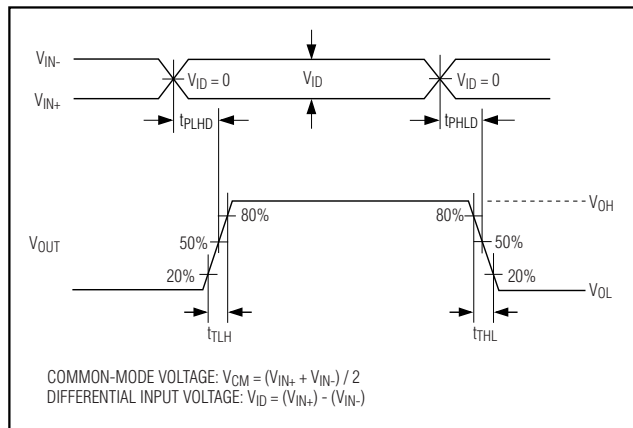 VIN-
VIN+
VID = 0
VID
VID = 0
tPLHD
tPHLD
VOUT
80%
50%
20%
80%
50%
20%
VOH
VOL
tTLH
tTHL
COMMON-MODE VOLTAGE: VCM = (VIN+ + VIN-) / 2
DIFFERENTIAL INPUT VOLTAGE: VID = (VIN+) - (VIN-)